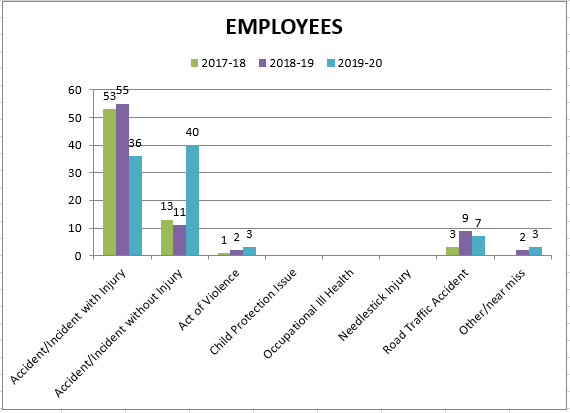 EMPLOYEES
2017-18 2018-19 2019-20
60
50
40
30
20
10
0
53 55 36
13 11 40
1 2 3
3 9 7
2 3
Accident/Incident with Injury
Accident/Incident without Injury
Act of Violence
Child Protection Issue
Occupational Ill Health
Needlestick Injury
Road Traffic Accident
Other/near miss